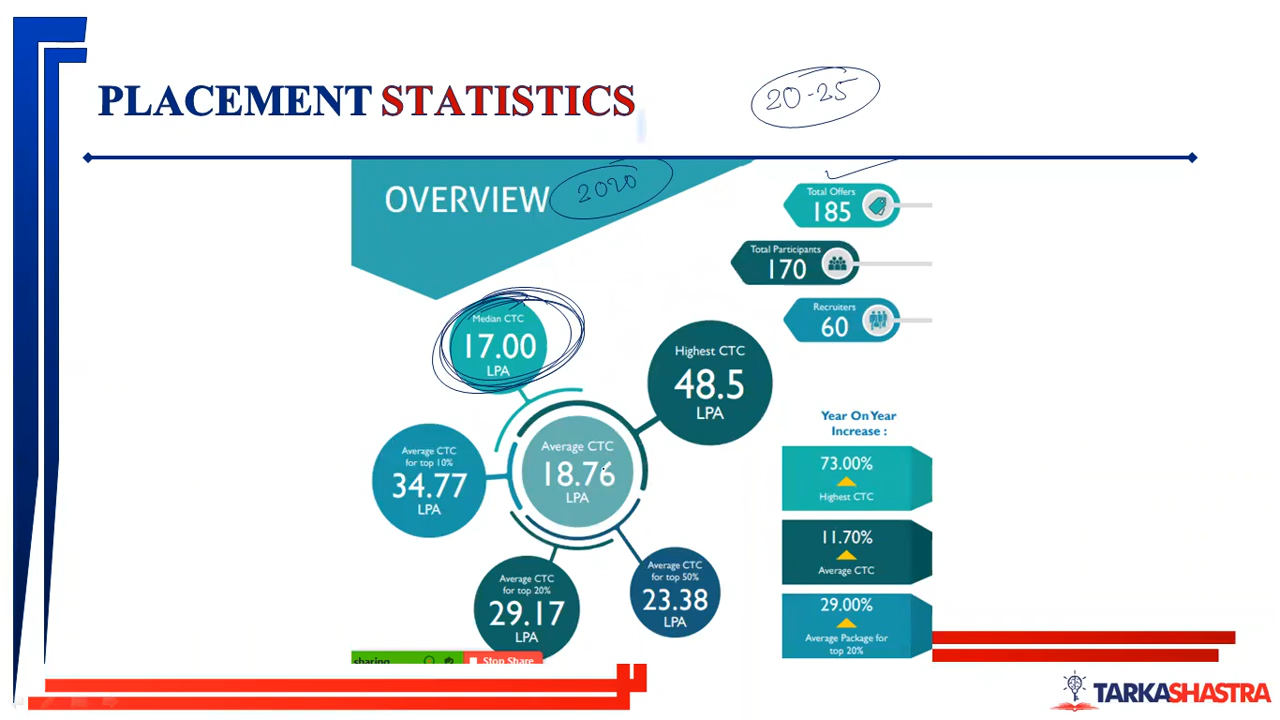 PLACEMENT STATISTICS
20-25
OVERVIEW
2020
Total Offers
185
Total Participants
170
Recruiters
60
Median CTC
17.00
LPA
Highest CTC
48.5
LPA
Average CTC
18.76
LPA
Average CTC
for top 10%
34.77
LPA
Average CTC
for top 20%
29.17
LPA
Average CTC
for top 50%
23.38
LPA
Year On Year
Increase :
73.00%
Highest CTC
11.70%
Average CTC
29.00%
Average Package for
top 20%
sharing
Stop Share
TARKASHASTRA